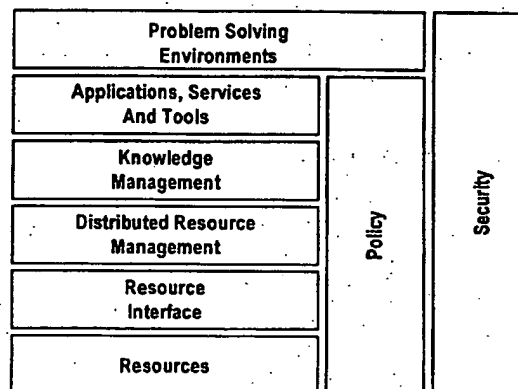 Problem Solving
Environments
Applications, Services
And Tools
Knowledge
Management
Distributed Resource
Management
Resource
Interface
Resources
Policy
Security